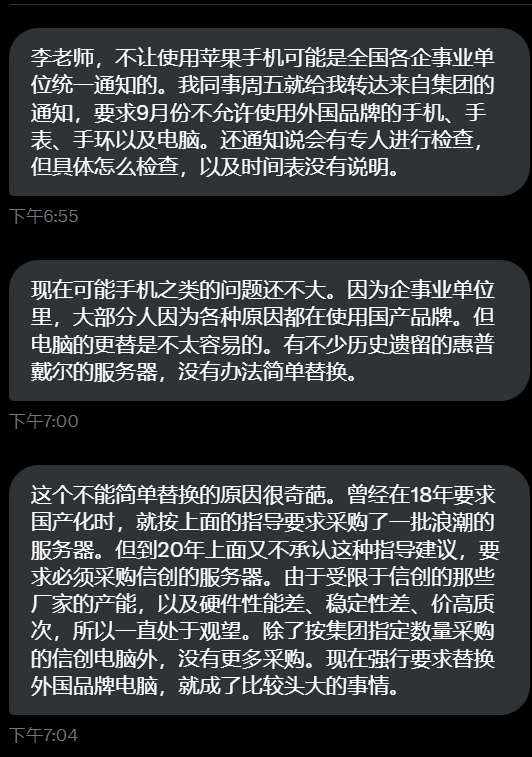 李老师，不让使用苹果手机可能是全国各企事业单
位统一通知的。我同事周五就给我转达来自集团的
通知，要求9月份不允许使用外国品牌的手机、手
表、手环以及电脑。还通知说会有专人进行检查，
但具体怎么检查，以及时间表没有说明。
下午6:55
现在可能手机之类的问题还不大。因为企事业单位
里，大部分人因为各种原因都在使用国产品牌。但
电脑的更替是不太容易的。有不少历史遗留的惠普
戴尔的服务器，没有办法简单替换。
下午7:00
这个不能简单替换的原因很奇葩。曾经在18年要求
国产化时，就按上面的指导要求采购了一批浪潮的
服务器。但到20年上面又不承认这种指导建议，要
求必须采购信创的服务器。由于受限于信创的那些
厂家的产能，以及硬件性能差、稳定性差、价高质
次，所以一直处于观望。除了按集团指定数量采购
的信创电脑外，没有更多采购。现在强行要求替换
外国品牌电脑，就成了比较头大的事情。
下午7:04